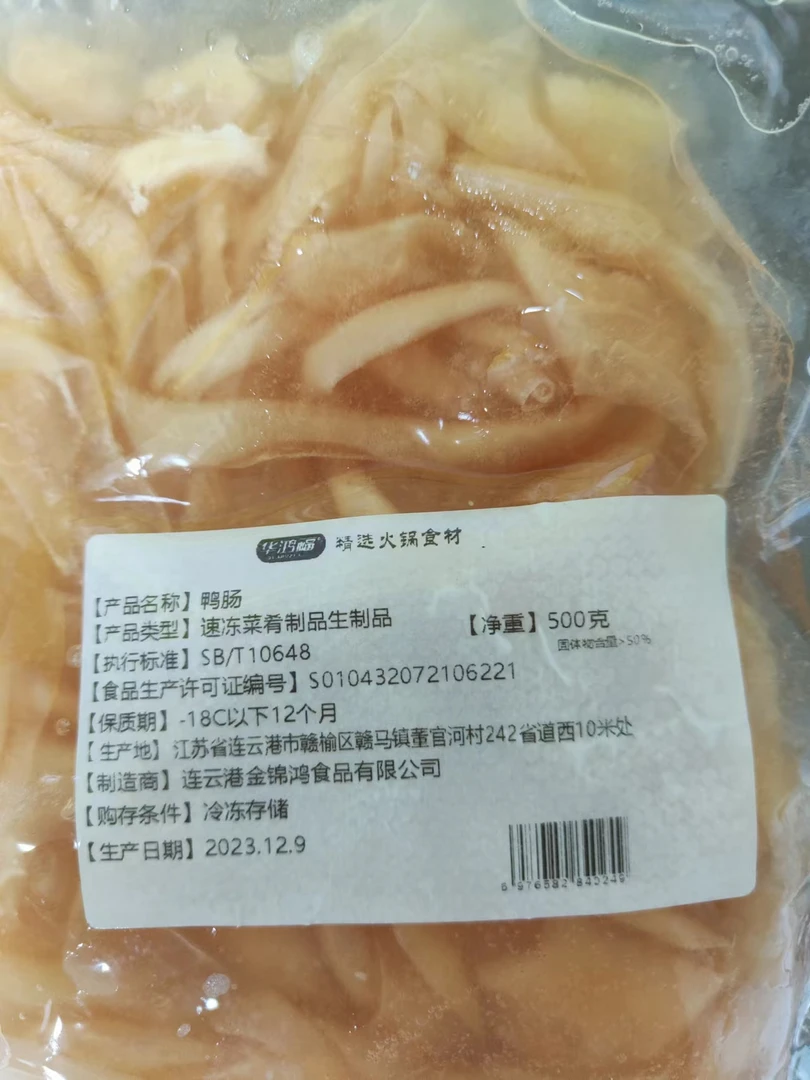 华鸿福 精选火锅食材
【产品名称】鸭肠
【产品类型】速冻菜肴制品生制品 【净重】500克
固体物含量>50%
【执行标准】SB/T10648
【食品生产许可证编号】S010432072106221
【保质期】-18C以下12个月
【生产地】江苏省连云港市赣榆区赣马镇董官河村242省道西10米处
【制造商】连云港金锦鸿食品有限公司
【购存条件】冷冻存储
【生产日期】2023.12.9
6 976582 840249